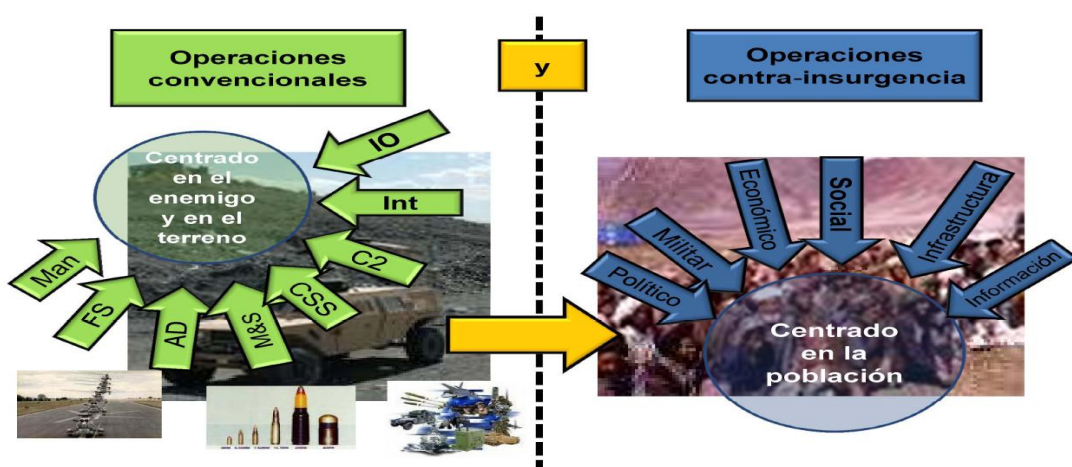 Operaciones
convencionales
y
Operaciones
contra-insurgencia
Centrado
en el
enemigo
y en el
terreno
IO
Int
C2
CSS
M&S
AD
FS
Man
Político
Militar
Económico
Social
Infrastructura
Información
Centrado
en la
población